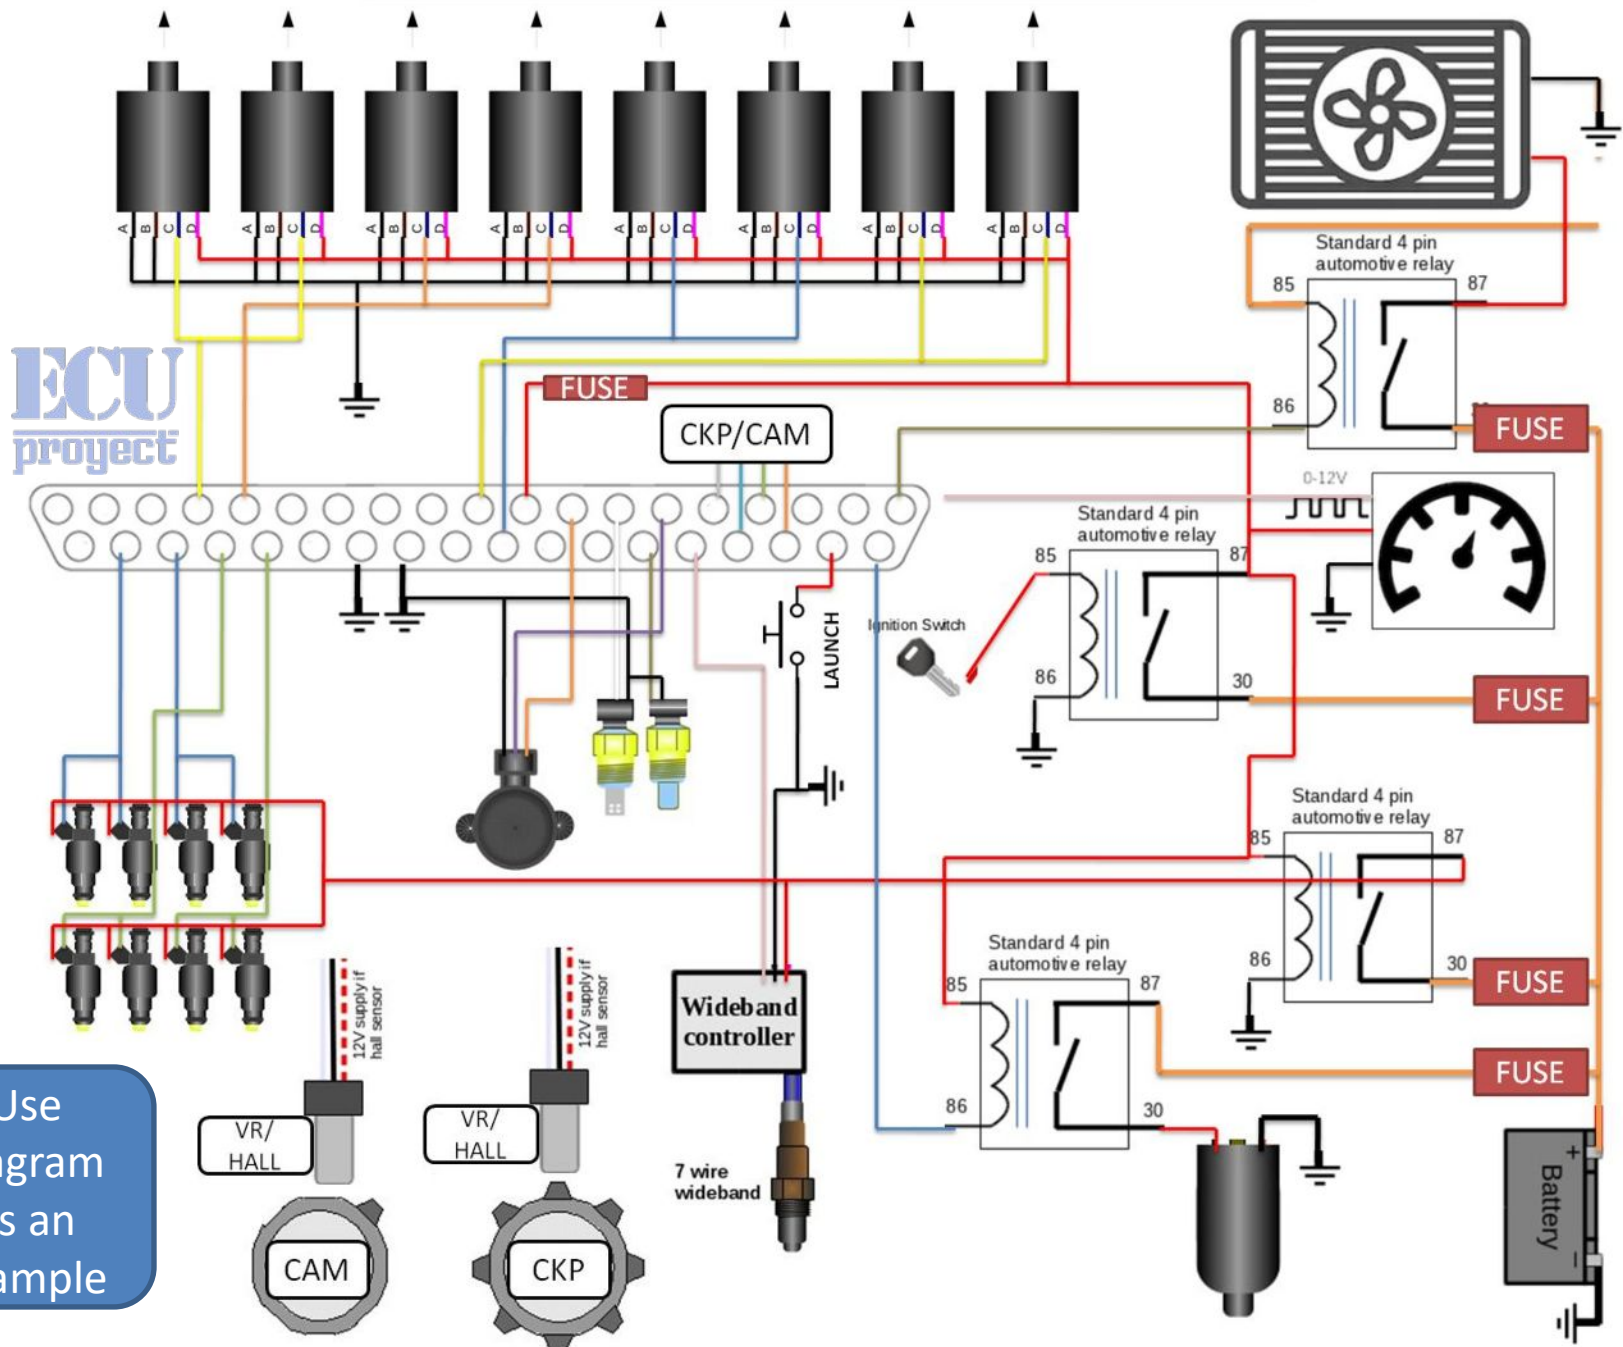 A B C D A B C D A B C D A B C D A B C D A B C D A B C D A B C D
ECU
proyect
FUSE
CKP/CAM
Standard 4 pin
automotive relay
85
87
86
FUSE
0-12V
Standard 4 pin
automotive relay
85
87
Ignition Switch
86
30
FUSE
LAUNCH
Standard 4 pin
automotive relay
85
87
86
30
FUSE
Standard 4 pin
automotive relay
85
87
86
30
FUSE
12V supply if
hall sensor
12V supply if
hall sensor
VR/
HALL
VR/
HALL
CAM
CKP
Wideband
controller
7 wire
wideband
+
Battery
–
Use
agram
s an
ample